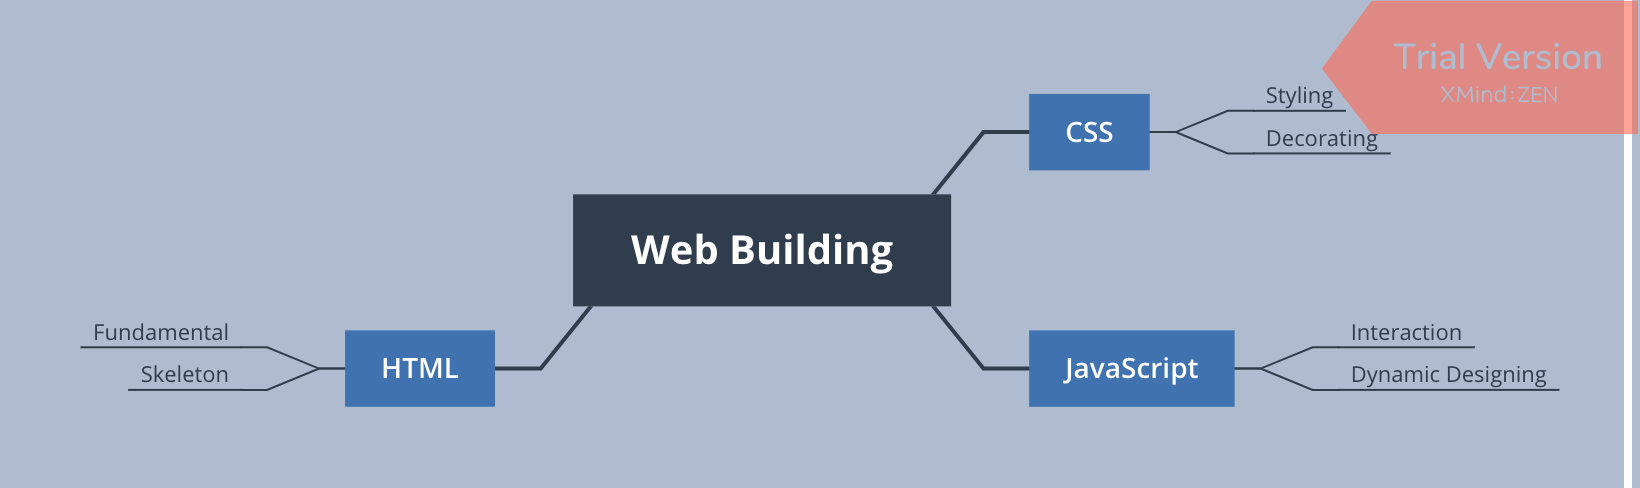 Trial Version
XMind:ZEN
Styling
CSS
Decorating
Web Building
Fundamental
HTML
Skeleton
Interaction
JavaScript
Dynamic Designing